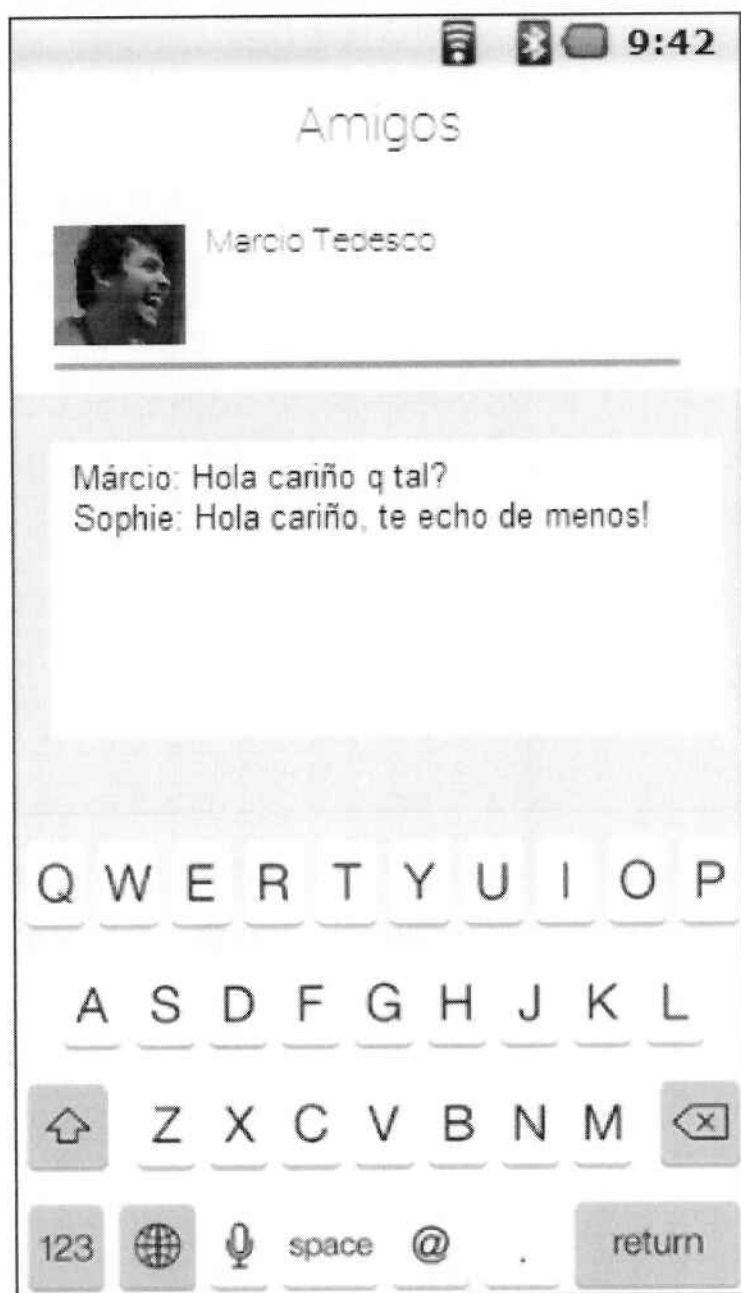 9:42
Amigos
Marcio Tedesco
Márcio: Hola cariño q tal?
Sophie: Hola cariño, te echo de menos!
Q W E R T Y U I O P
A S D F G H J K L
Z X C V B N M
123 space @ . return